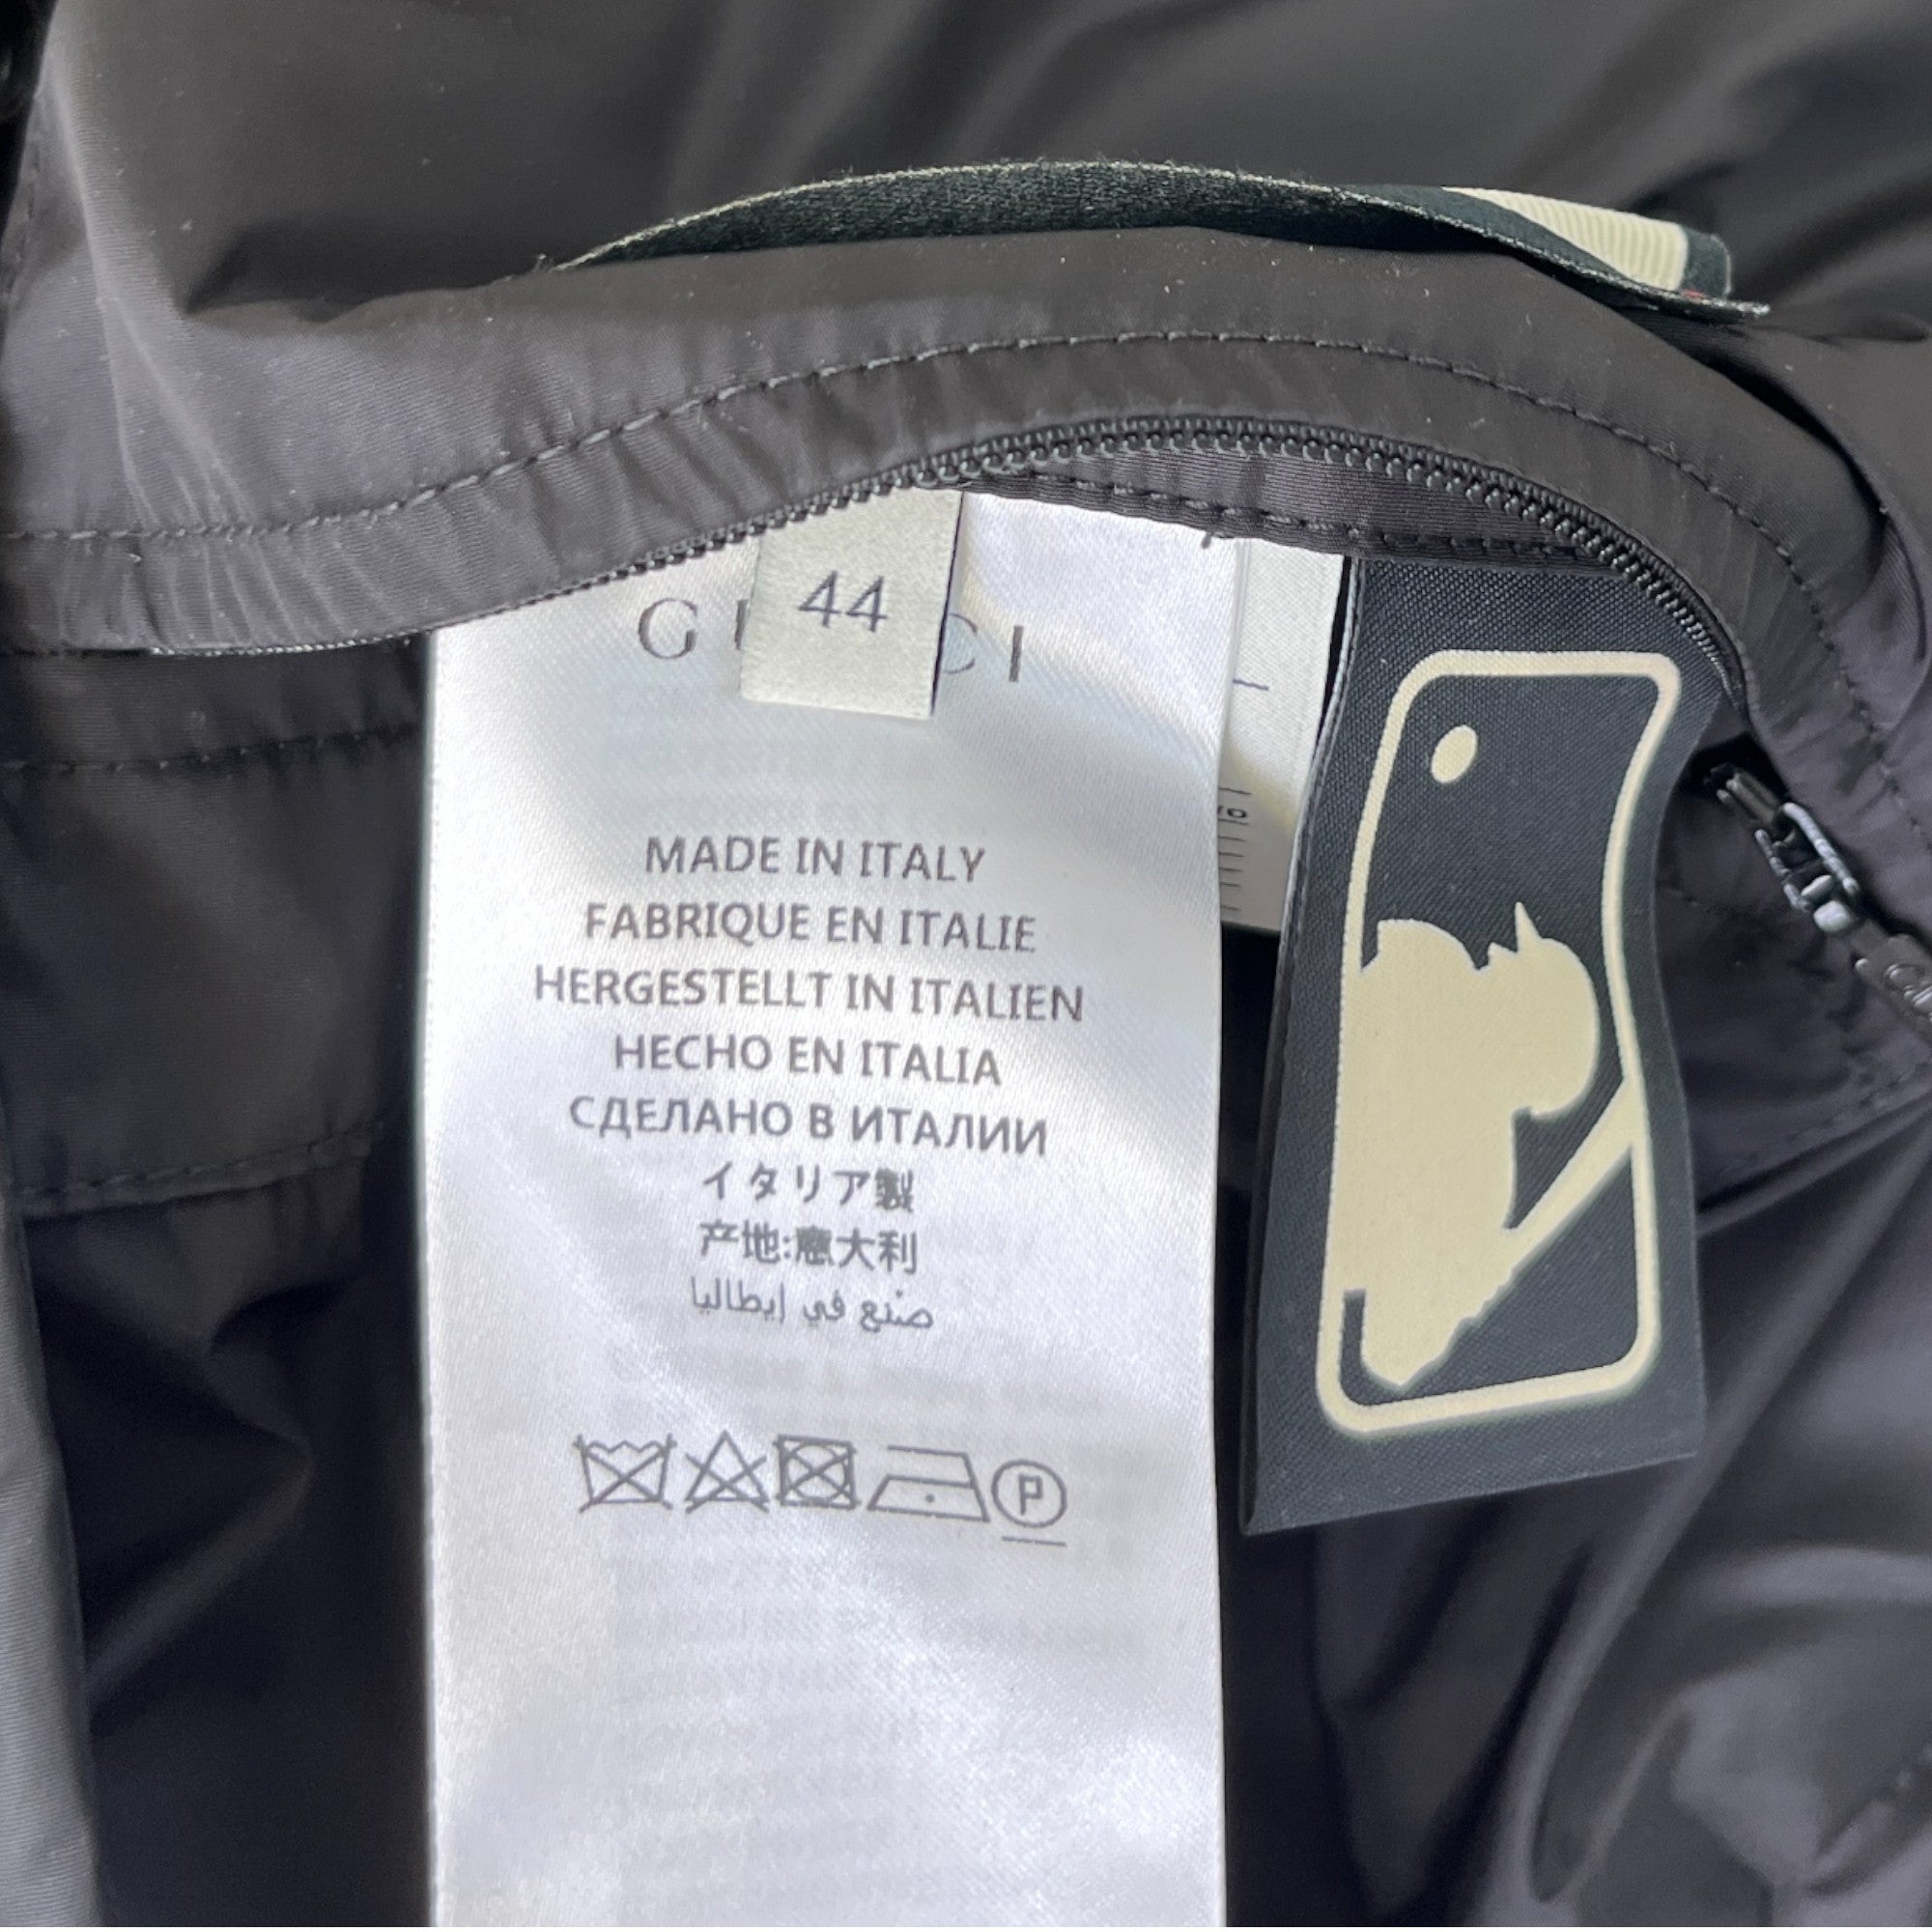 44
G CI
MADE IN ITALY
FABRIQUE EN ITALIE
HERGESTELLT IN ITALIEN
HECHO EN ITALIA
СДЕЛАНО В ИТАЛИИ
イタリア製
产地:意大利
صنع في إيطاليا
P